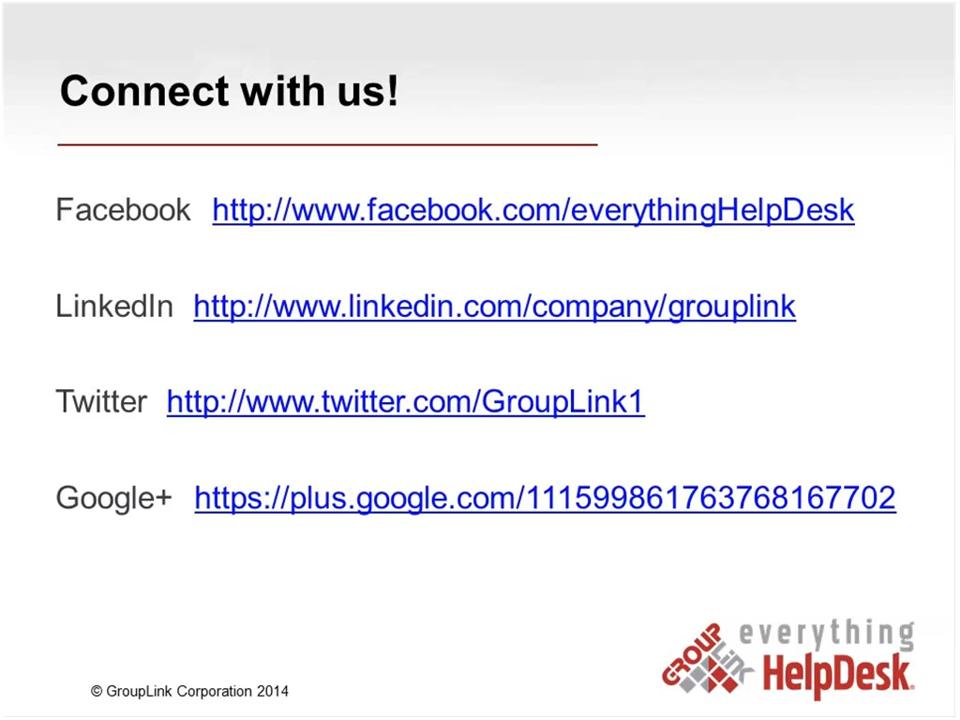 Connect with us!
Facebook http://www.facebook.com/everythingHelpDesk
LinkedIn http://www.linkedin.com/company/grouplink
Twitter http://www.twitter.com/GroupLink1
Google+ https://plus.google.com/111599861763768167702
GROUP Link
everything
HelpDesk.
© GroupLink Corporation 2014